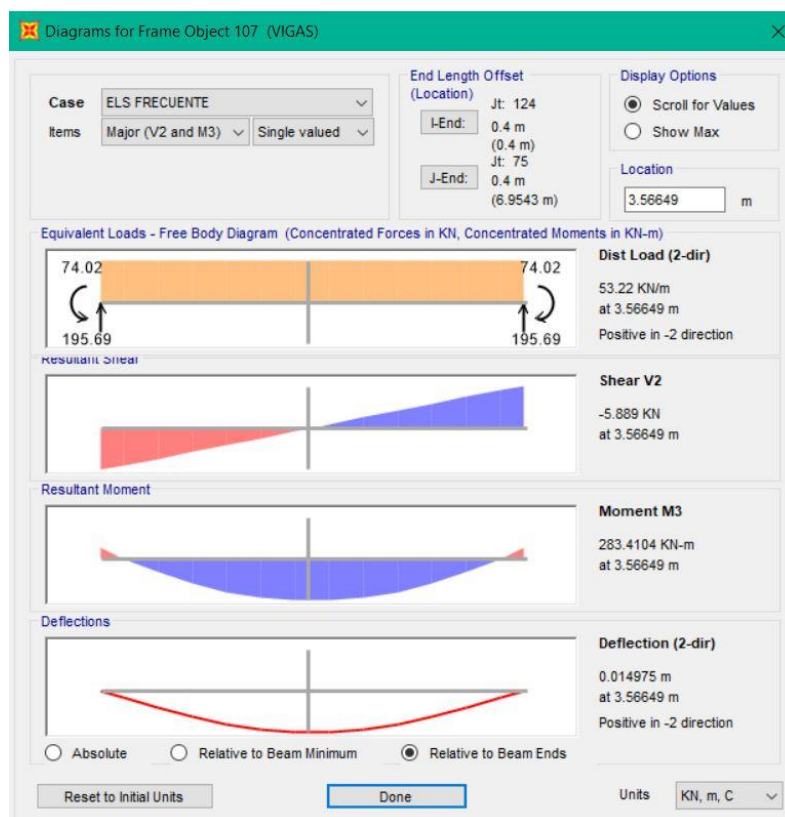 Diagrams for Frame Object 107 (VIGAS)
Case ELS FRECUENTE
Items Major (V2 and M3) Single valued
End Length Offset
(Location)
Jt: 124
I-End: 0.4 m
(0.4 m)
Jt: 75
J-End: 0.4 m
(6.9543 m)
Display Options
Scroll for Values
Show Max
Location
3.56649 m
Equivalent Loads - Free Body Diagram (Concentrated Forces in KN, Concentrated Moments in KN-m)
74.02 74.02
195.69 195.69
Dist Load (2-dir)
53.22 KN/m
at 3.56649 m
Positive in -2 direction
Resultant Shear
Shear V2
-5.889 KN
at 3.56649 m
Resultant Moment
Moment M3
283.4104 KN-m
at 3.56649 m
Deflections
Deflection (2-dir)
0.014975 m
at 3.56649 m
Positive in -2 direction
Absolute Relative to Beam Minimum Relative to Beam Ends
Reset to Initial Units Done Units KN, m, C